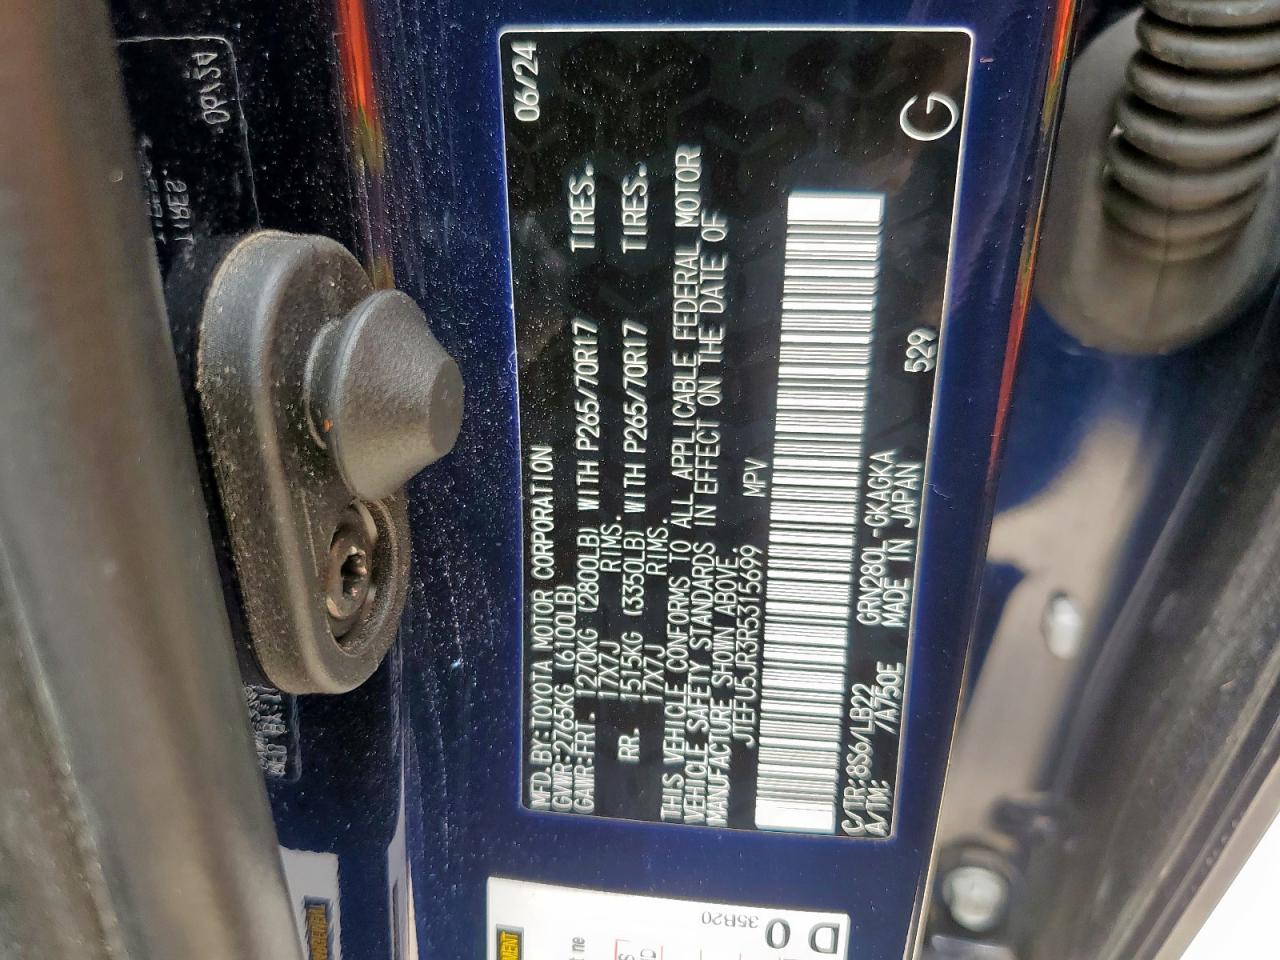 MFD. BY: TOYOTA MOTOR CORPORATION 06/24
GVWR: 2765KG (6100LB)
GAWR: FRT. 1270KG (2800LB) WITH P265/70R17 TIRES.
17X7J RIMS.
RR. 1515KG (3350LB) WITH P265/70R17 TIRES.
17X7J RIMS.
THIS VEHICLE CONFORMS TO ALL APPLICABLE FEDERAL MOTOR
VEHICLE SAFETY STANDARDS IN EFFECT ON THE DATE OF
MANUFACTURE SHOWN ABOVE.
JTEFU5JR3R5315699 MPV
C/TR: 8S6/LB22 GRN280L-GKAGKA 529
A/TM: /A750E MADE IN JAPAN
G
35B20
D
O